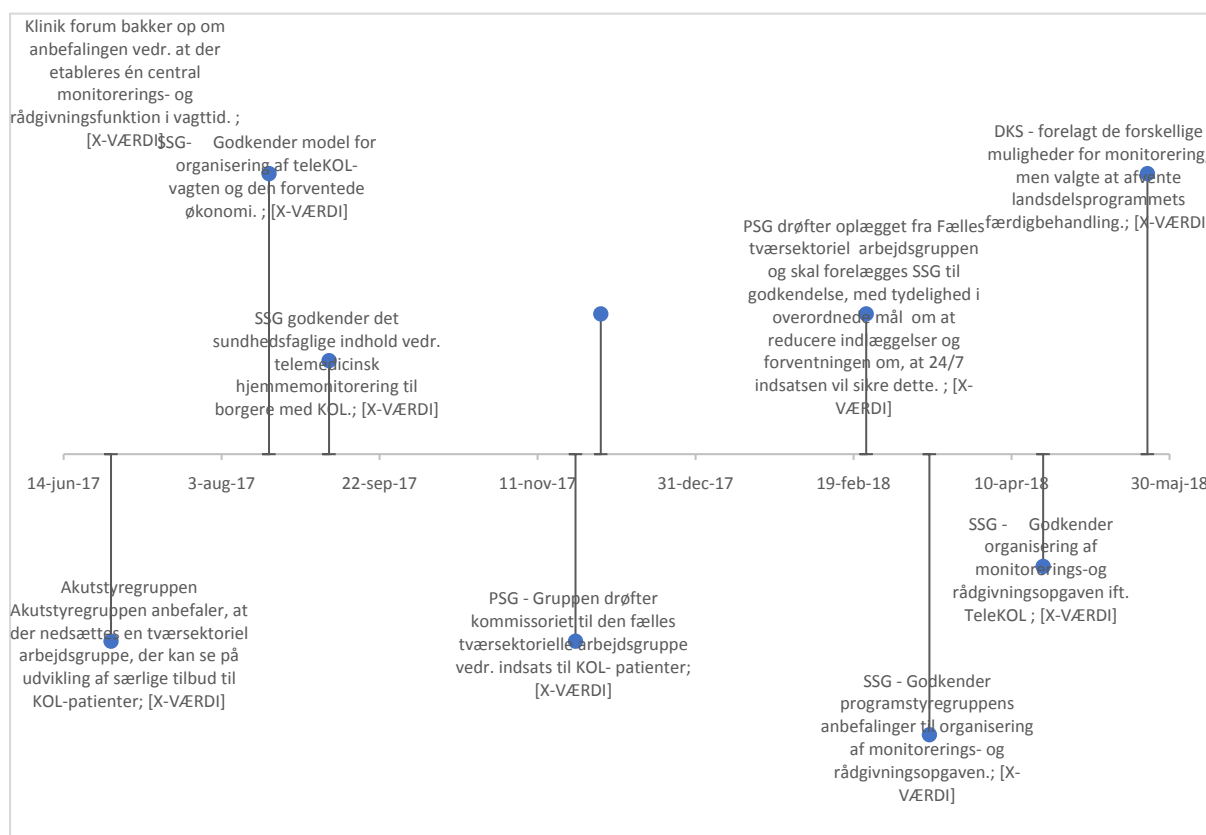 Klinik forum bakker op om
anbefalingen vedr. at der
etableres én central
monitorerings- og
rådgivningsfunktion i vagttid. ;
[X-VÆRDI]
SSG-    Godkender model for
organisering af teleKOL-
vagten og den forventede
økonomi. ; [X-VÆRDI]
SSG godkender det
sundhedsfaglige indhold vedr.
telemedicinsk
hjemmemonitorering til
borgere med KOL.; [X-VÆRDI]
PSG drøfter oplægget fra Fælles
tværsektoriel  arbejdsgruppen
og skal forelægges SSG til
godkendelse, med tydelighed i
overordnede mål  om at
reducere indlæggelser og
forventningen om, at 24/7
indsatsen vil sikre dette. ; [X-
VÆRDI]
DKS - forelagt de forskellige
muligheder for monitorering,
men valgte at afvente
landsdelsprogrammets
færdigbehandling.; [X-VÆRDI
14-jun-17
3-aug-17
22-sep-17
11-nov-17
31-dec-17
19-feb-18
10-apr-18
30-maj-18
Akutstyregruppen
Akutstyregruppen anbefaler, at
der nedsættes en tværsektoriel
arbejdsgruppe, der kan se på
udvikling af særlige tilbud til
KOL-patienter; [X-VÆRDI]
PSG - Gruppen drøfter
kommissoriet til den fælles
tværsektorielle arbejdsgruppe
vedr. indsats til KOL- patienter;
[X-VÆRDI]
SSG - Godkender
programstyregruppens
anbefalinger til organisering
af monitorerings- og
rådgivningsopgaven.; [X-
VÆRDI]
SSG -    Godkender
organisering af
monitorerings-og
rådgivningsopgaven ift.
TeleKOL ; [X-VÆRDI]